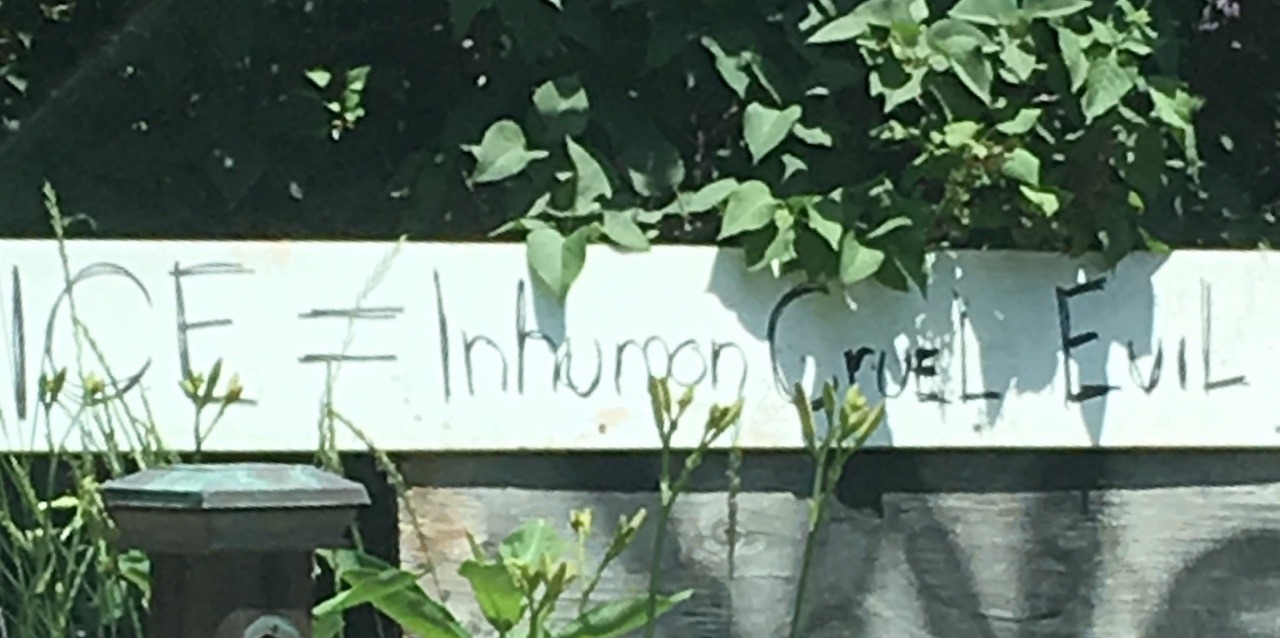 ICE = Inhuman CrueL EviL